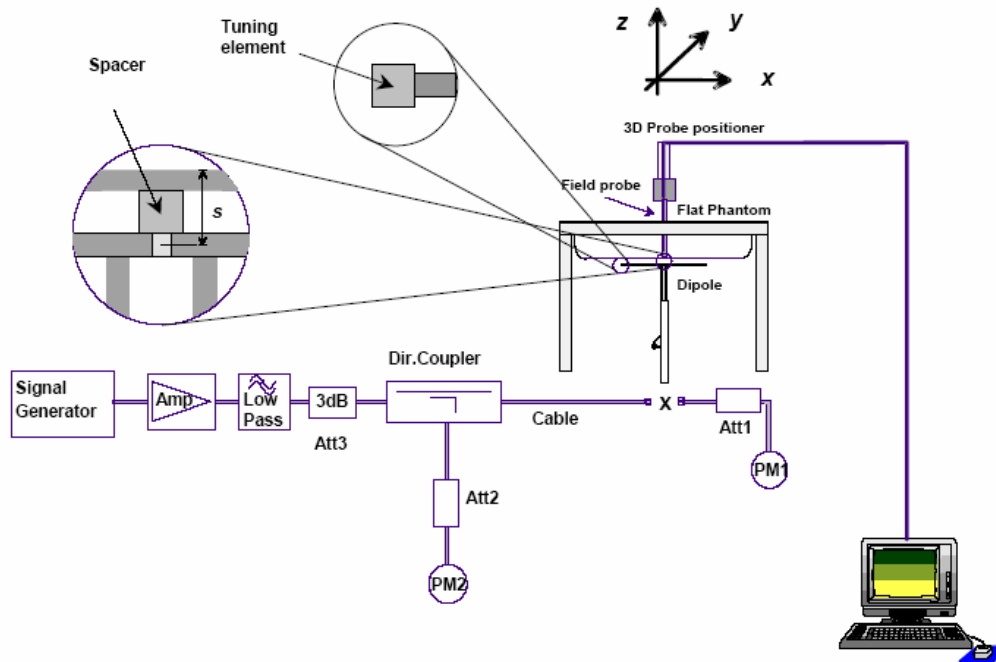 Tuning
element
Spacer
z
y
x
3D Probe positioner
Field probe
Flat Phantom
s
Dipole
Dir.Coupler
Signal
Generator
Amp
Low
Pass
3dB
Att3
Cable
x
Att1
PM1
Att2
PM2